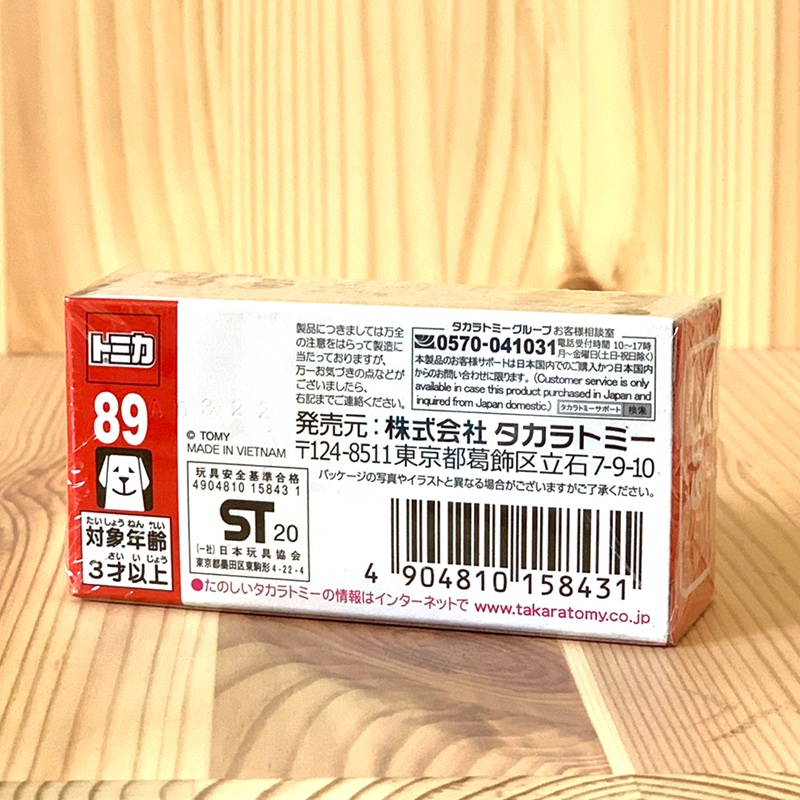 トミカ
89
たいしょうねんれい
対象年齢
さいいじょう
3才以上
© TOMY
MADE IN VIETNAM
玩具安全基準合格
4904810 15843 1
ST 20
(一社)日本玩具協会
東京都墨田区東駒形4-22-4
製品につきましては万全
の注意をはらって製造に
当たっておりますが、
万一お気づきの点などが
ございましたら、
右記までご連絡ください。
タカラトミーグループ お客様相談室
0570-041031 電話受付時間 10〜17時
月〜金曜日(土・日・祝日除く)
本製品のお客様サポートは日本国内でのご購入かつ日本国内
からのお問い合わせに限ります。(Customer service is only
available in case this product purchased in Japan and
inquired from Japan domestic.)
タカラトミーサポート 検索
発売元:株式会社 タカラトミー
〒124-8511 東京都葛飾区立石 7-9-10
パッケージの写真やイラストと異なる場合がございますがご了承ください。
4 904810 158431
●たのしいタカラトミーの情報はインターネットで www.takaratomy.co.jp